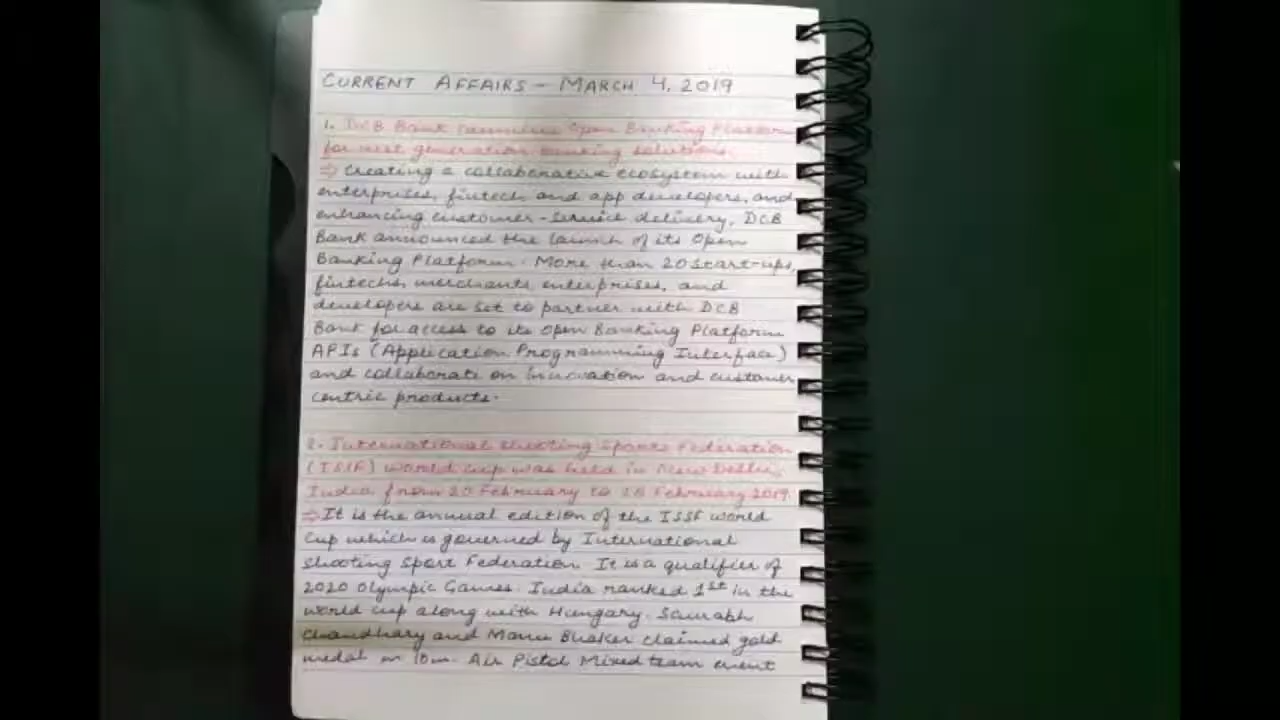 CURRENT AFFAIRS - MARCH 4, 2019
1. DCB Bank launches Open Banking Platform
for next generation banking solutions.
⇒ Creating a collaborative ecosystem with
enterprises, fintech and app developers, and
enhancing customer-service delivery, DCB
Bank announced the launch of its Open
Banking Platform. More than 20 start-ups,
fintechs, merchants, enterprises, and
developers are set to partner with DCB
Bank for access to its Open Banking Platform
APIs (Application Programming Interface)
and collaborate on innovation and customer
centric products.
2. International Shooting Sports Federation
(ISSF) world cup was held in New Delhi,
India from 20 February to 28 February 2019
⇒ It is the annual edition of the ISSF world
cup which is governed by International
Shooting Sport Federation. It is a qualifier of
2020 Olympic Games. India ranked 1st in the
world cup along with Hungary. Saurabh
Chaudhary and Manu Bhaker claimed gold
medal in 10m. Air Pistol Mixed team event